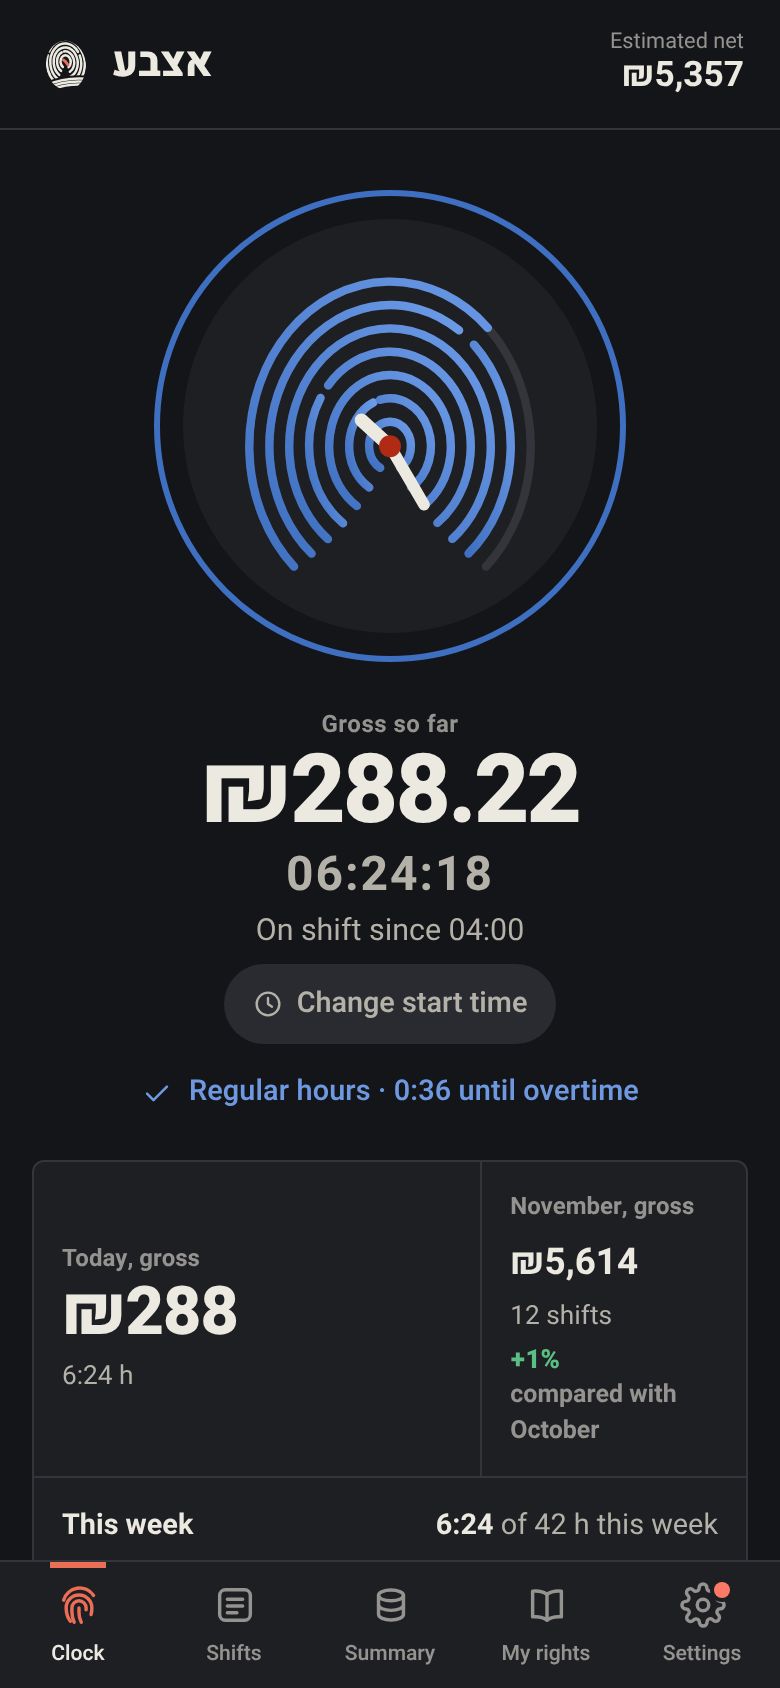 אצבע
Estimated net
₪5,357
Gross so far
₪288.22
06:24:18
On shift since 04:00
Change start time
Regular hours · 0:36 until overtime
Today, gross
₪288
6:24 h
November, gross
₪5,614
12 shifts
+1%
compared with
October
This week
6:24 of 42 h this week
Clock
Shifts
Summary
My rights
Settings